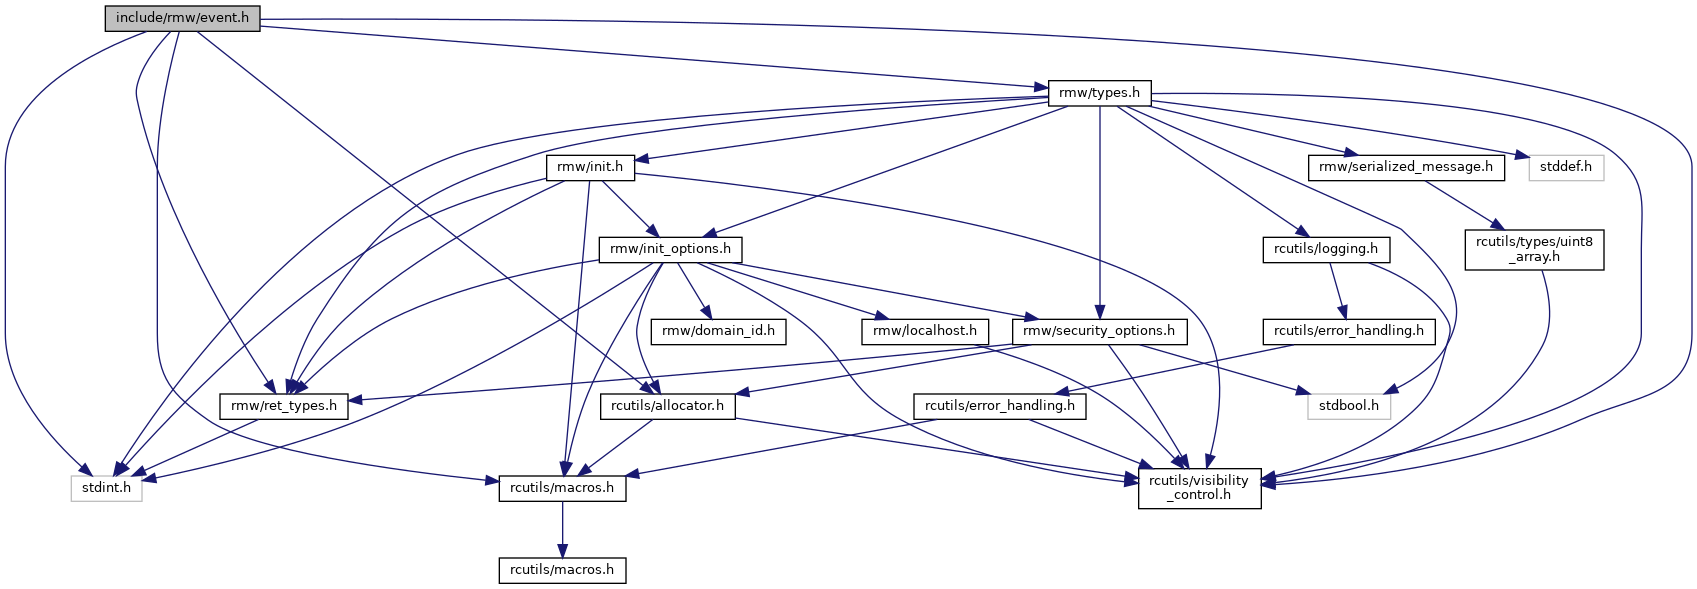 include/rmw/event.h
rmw/types.h
rmw/init.h
rmw/serialized_message.h
stddef.h
rmw/init_options.h
rcutils/logging.h
rcutils/types/uint8
_array.h
rmw/domain_id.h
rmw/localhost.h
rmw/security_options.h
rcutils/error_handling.h
rmw/ret_types.h
rcutils/allocator.h
rcutils/error_handling.h
stdbool.h
stdint.h
rcutils/macros.h
rcutils/visibility
_control.h
rcutils/macros.h